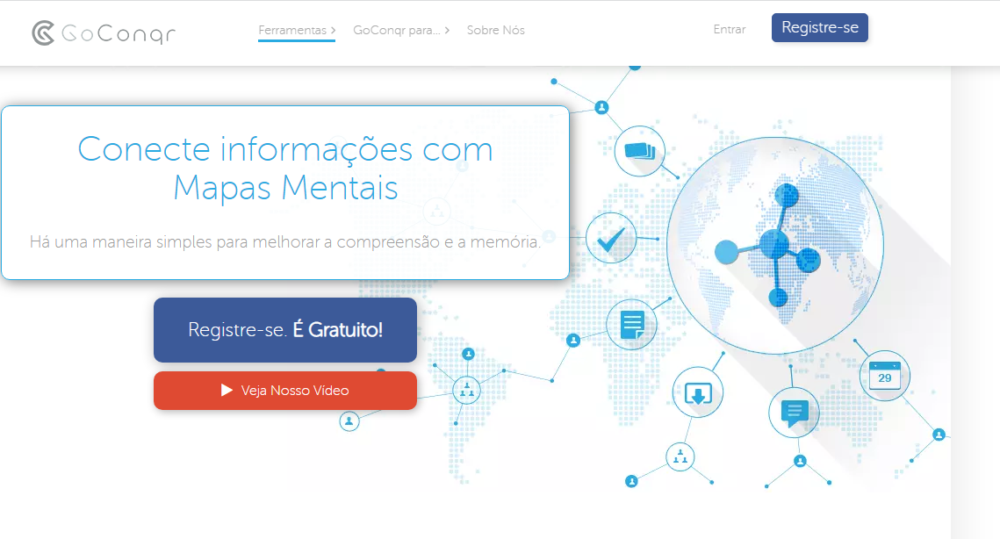 GoConqr
Ferramentas >
GoConqr para... >
Sobre Nós
Entrar
Registre-se
Conecte informações com
Mapas Mentais
Há uma maneira simples para melhorar a compreensão e a memória.
Registre-se. É Gratuito!
Veja Nosso Vídeo
29